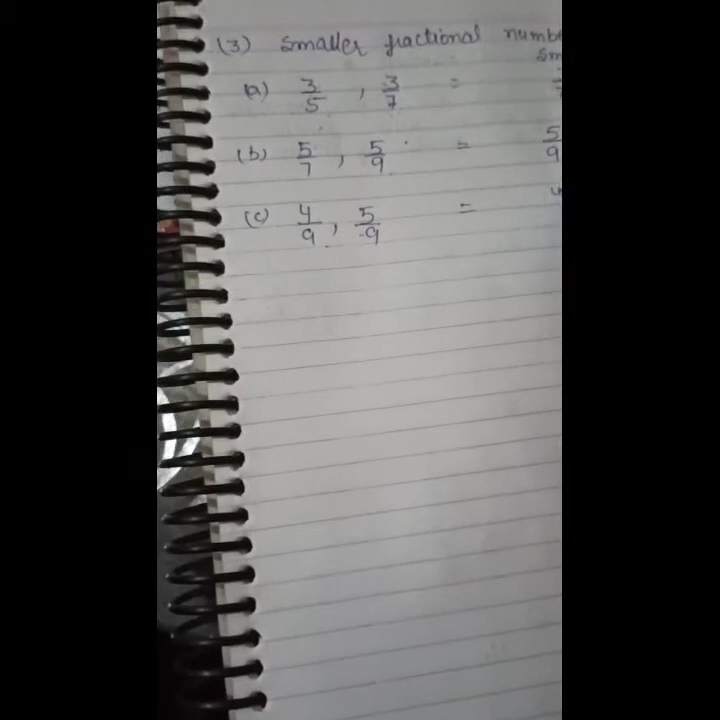 (3) smaller fractional
(a) 3/5 , 3/7 =
(b) 5/7 , 5/9 = 5/9
(c) 4/9 , 5/9 =